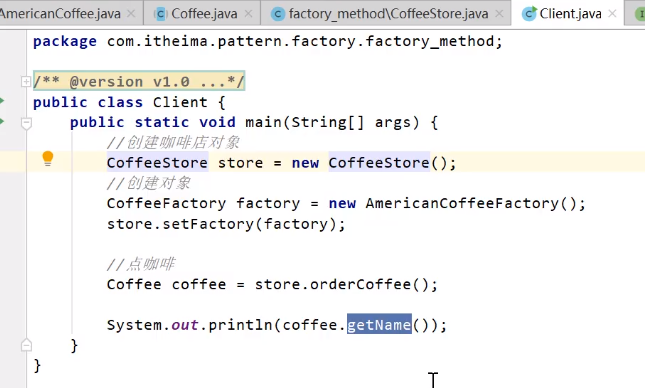 AmericanCoffee.java Coffee.java factory_method\CoffeeStore.java Client.java
package com.itheima.pattern.factory.factory_method;
/** @version v1.0 ...*/
public class Client {
public static void main(String[] args) {
//创建咖啡店对象
CoffeeStore store = new CoffeeStore();
//创建对象
CoffeeFactory factory = new AmericanCoffeeFactory();
store.setFactory(factory);
//点咖啡
Coffee coffee = store.orderCoffee();
System.out.println(coffee.getName());
}
}